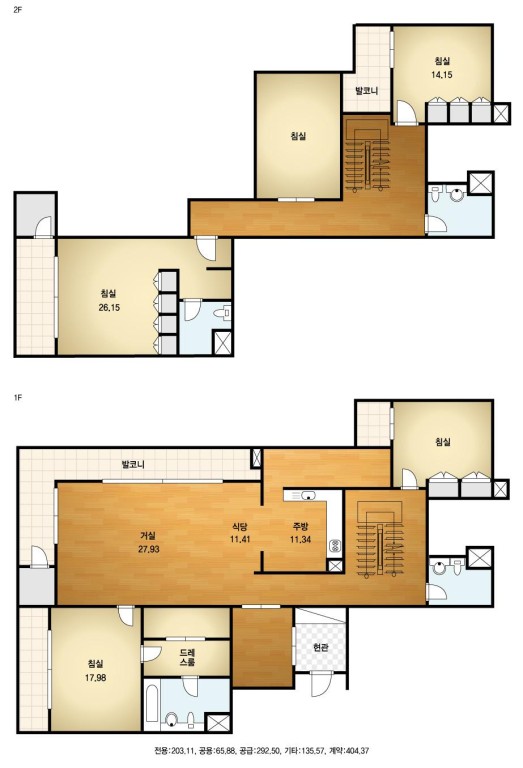 2F
침실
14.15
발코니
침실
침실
26.15
1F
침실
발코니
거실
27.93
식당
11.41
주방
11.34
침실
17.98
드레
스룸
현관
전용:203.11, 공용:65.88, 공급:292.50, 기타:135.57, 계약:404.37